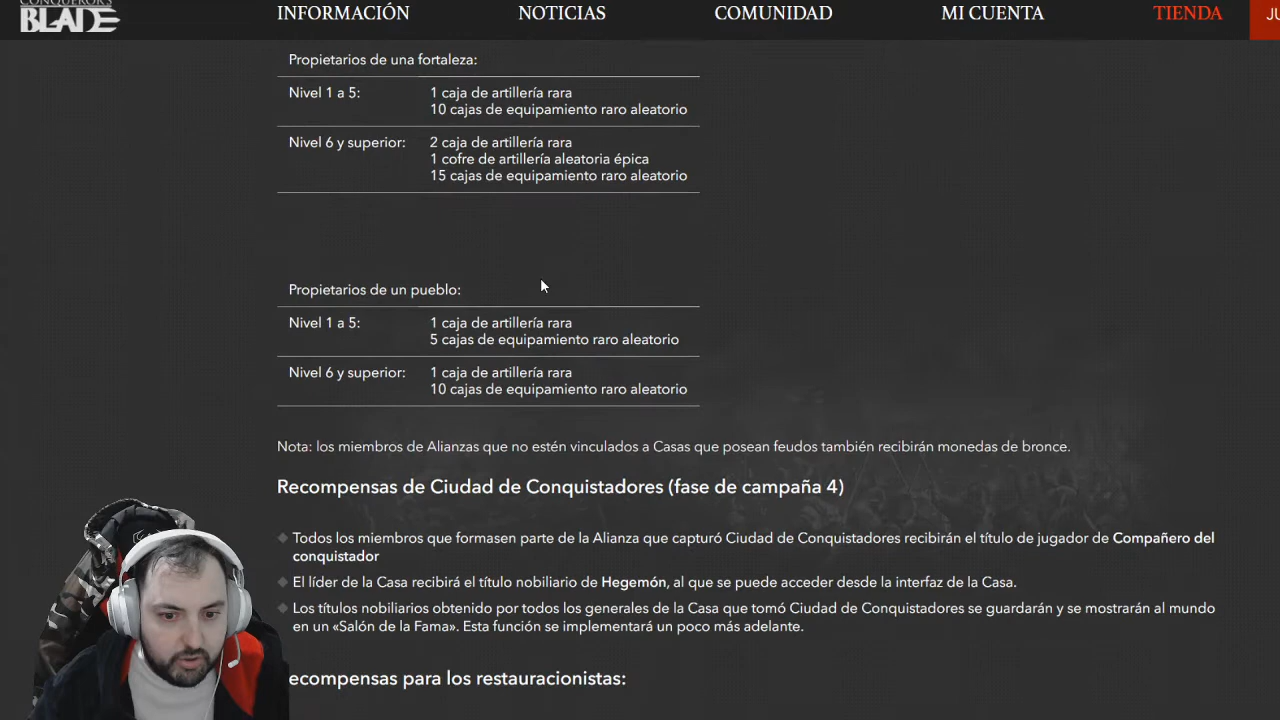 CONQUEROR'S
BLADE
INFORMACIÓN NOTICIAS COMUNIDAD MI CUENTA TIENDA JU
Propietarios de una fortaleza:
Nivel 1 a 5: 1 caja de artillería rara
10 cajas de equipamiento raro aleatorio
Nivel 6 y superior: 2 caja de artillería rara
1 cofre de artillería aleatoria épica
15 cajas de equipamiento raro aleatorio
Propietarios de un pueblo:
Nivel 1 a 5: 1 caja de artillería rara
5 cajas de equipamiento raro aleatorio
Nivel 6 y superior: 1 caja de artillería rara
10 cajas de equipamiento raro aleatorio
Nota: los miembros de Alianzas que no estén vinculados a Casas que posean feudos también recibirán monedas de bronce.
Recompensas de Ciudad de Conquistadores (fase de campaña 4)
Todos los miembros que formasen parte de la Alianza que capturó Ciudad de Conquistadores recibirán el título de jugador de Compañero del
conquistador
El líder de la Casa recibirá el título nobiliario de Hegemón, al que se puede acceder desde la interfaz de la Casa.
Los títulos nobiliarios obtenido por todos los generales de la Casa que tomó Ciudad de Conquistadores se guardarán y se mostrarán al mundo
en un «Salón de la Fama». Esta función se implementará un poco más adelante.
ecompensas para los restauracionistas: